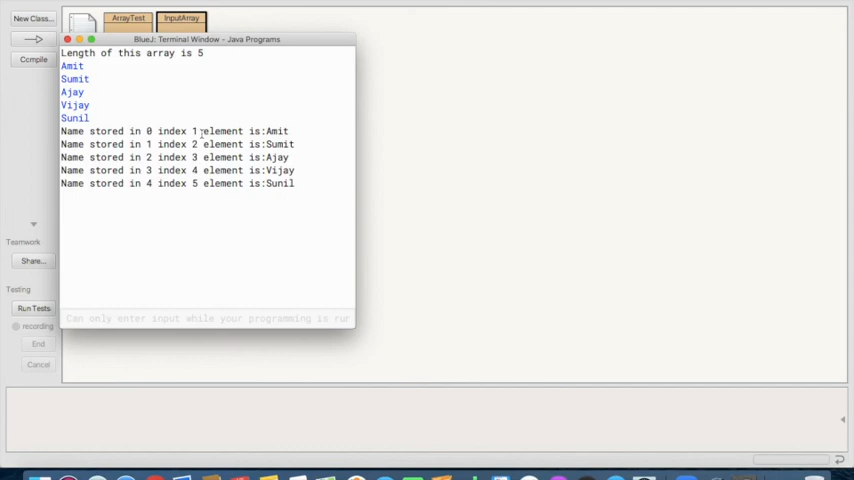 New Class...
ArrayTest
InputArray
BlueJ: Terminal Window - Java Programs
Compile
Length of this array is 5
Amit
Sumit
Ajay
Vijay
Sunil
Name stored in 0 index 1 element is:Amit
Name stored in 1 index 2 element is:Sumit
Name stored in 2 index 3 element is:Ajay
Name stored in 3 index 4 element is:Vijay
Name stored in 4 index 5 element is:Sunil
Teamwork
Share...
Testing
Run Tests
recording
End
Cancel
Can only enter input while your programming is rur